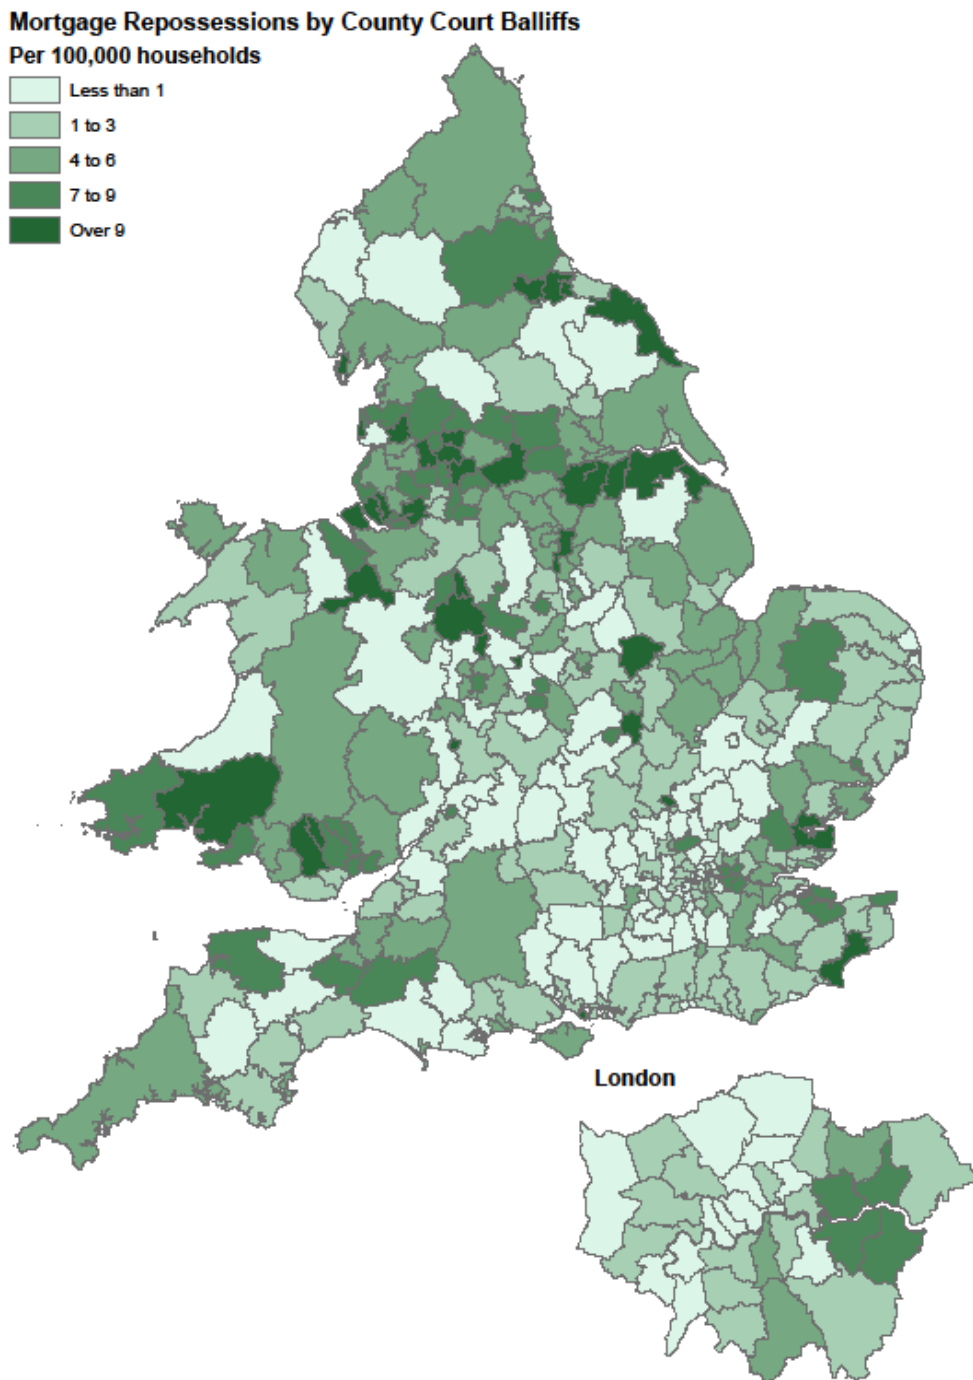 Mortgage Repossessions by County Court Balliffs
Per 100,000 households
Less than 1
1 to 3
4 to 6
7 to 9
Over 9
London